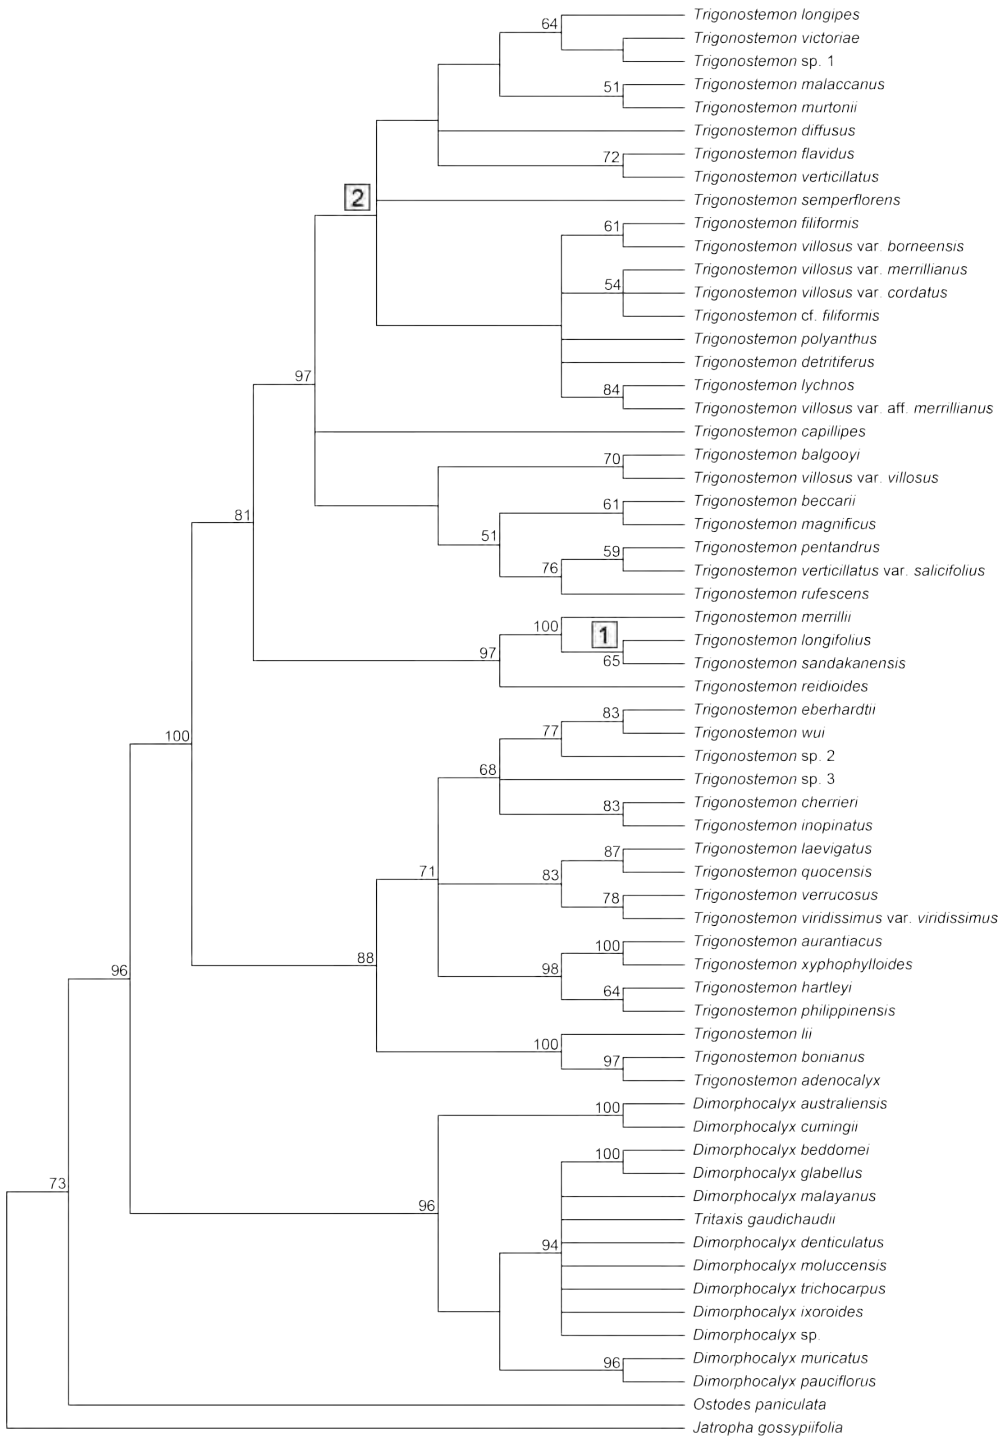 Trigonostemon longipes
64
Trigonostemon victoriae
Trigonostemon sp. 1
Trigonostemon malaccanus
51
Trigonostemon murtonii
Trigonostemon diffusus
Trigonostemon flavidus
72
Trigonostemon verticillatus
2
Trigonostemon semperflorens
Trigonostemon filiformis
61
Trigonostemon villosus var. borneensis
Trigonostemon villosus var. merrillianus
54
Trigonostemon villosus var. cordatus
Trigonostemon cf. filiformis
Trigonostemon polyanthus
Trigonostemon detritiferus
97
Trigonostemon lychnos
84
Trigonostemon villosus var. aff. merrillianus
Trigonostemon capillipes
Trigonostemon balgooyi
70
Trigonostemon villosus var. villosus
Trigonostemon beccarii
61
81
Trigonostemon magnificus
51
Trigonostemon pentandrus
59
76
Trigonostemon verticillatus var. salicifolius
Trigonostemon rufescens
Trigonostemon merrillii
100
1
Trigonostemon longifolius
97
65
Trigonostemon sandakanensis
Trigonostemon reidioides
Trigonostemon eberhardtii
83
77
Trigonostemon wui
100
Trigonostemon sp. 2
68
Trigonostemon sp. 3
Trigonostemon cherrieri
83
Trigonostemon inopinatus
Trigonostemon laevigatus
87
71
83
Trigonostemon quocensis
Trigonostemon verrucosus
78
Trigonostemon viridissimus var. viridissimus
Trigonostemon aurantiacus
100
88
96
98
Trigonostemon xyphophylloides
Trigonostemon hartleyi
64
Trigonostemon philippinensis
Trigonostemon lii
100
Trigonostemon bonianus
97
Trigonostemon adenocalyx
Dimorphocalyx australiensis
100
Dimorphocalyx cumingii
Dimorphocalyx beddomei
100
Dimorphocalyx glabellus
73
Dimorphocalyx malayanus
96
Tritaxis gaudichaudii
94
Dimorphocalyx denticulatus
Dimorphocalyx moluccensis
Dimorphocalyx trichocarpus
Dimorphocalyx ixoroides
Dimorphocalyx sp.
Dimorphocalyx muricatus
96
Dimorphocalyx pauciflorus
Ostodes paniculata
Jatropha gossypiifolia